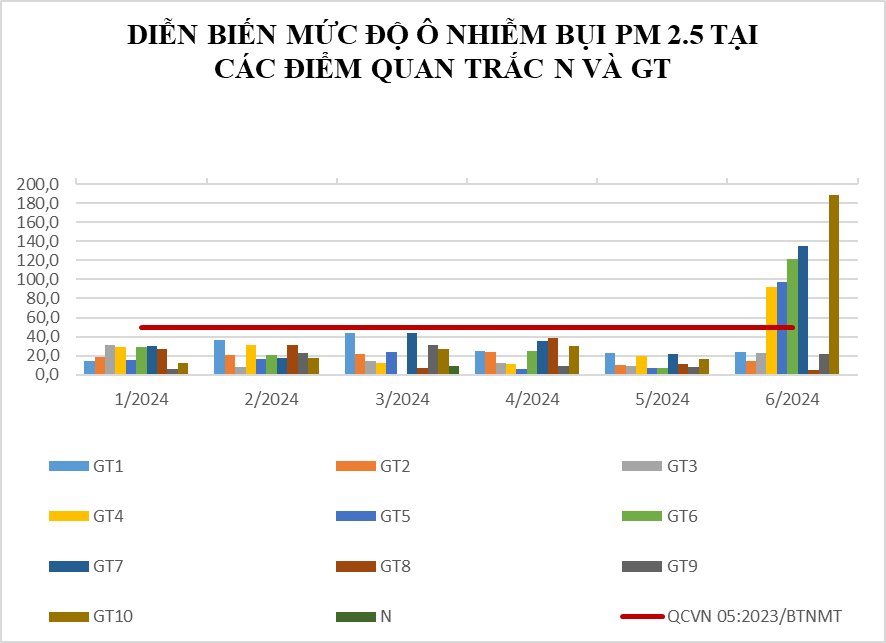 DIỄN BIẾN MỨC ĐỘ Ô NHIỄM BỤI PM 2.5 TẠI
CÁC ĐIỂM QUAN TRẮC N VÀ GT
200,0
180,0
160,0
140,0
120,0
100,0
80,0
60,0
40,0
20,0
0,0
1/2024 2/2024 3/2024 4/2024 5/2024 6/2024
GT1 GT2 GT3
GT4 GT5 GT6
GT7 GT8 GT9
GT10 N QCVN 05:2023/BTNMT